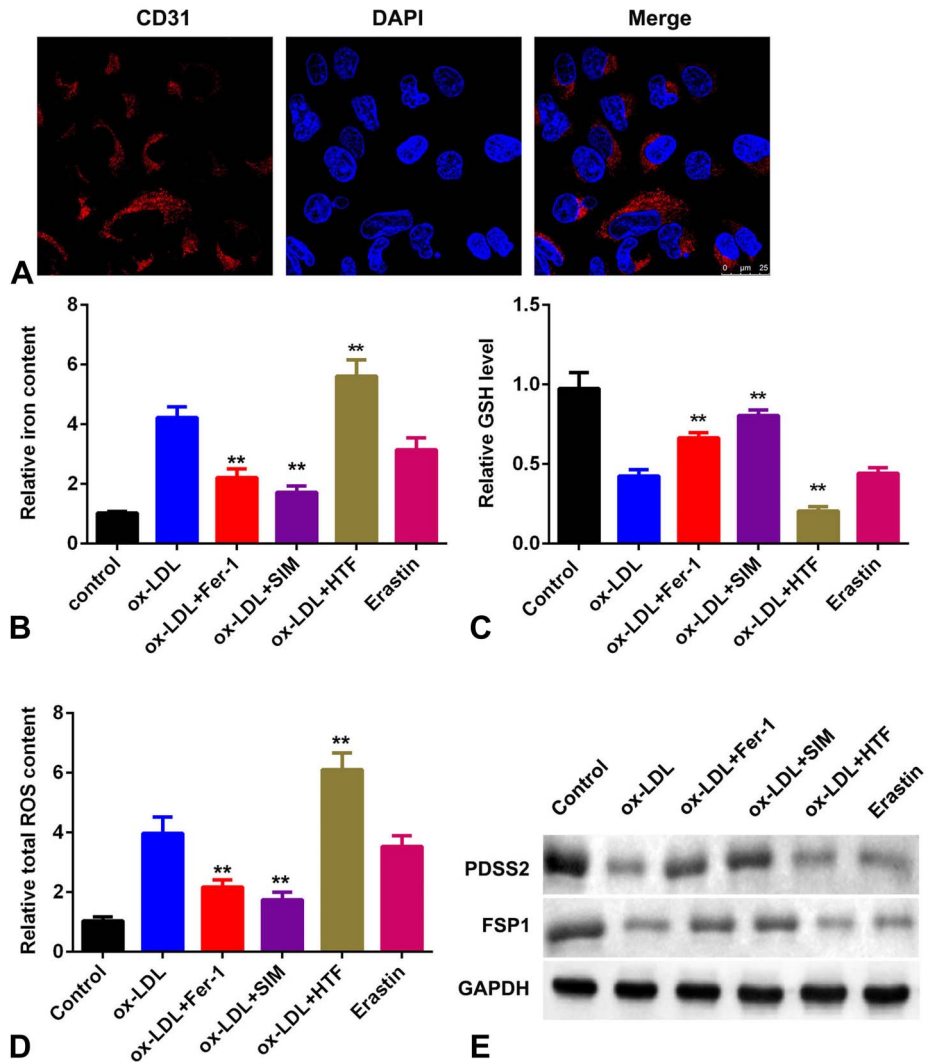 CD31
DAPI
Merge
0 µm 25
A
Relative iron content
8
6
4
2
0
**
**
**
control
ox-LDL
ox-LDL+Fer-1
ox-LDL+SIM
ox-LDL+HTF
Erastin
B
Relative GSH level
1.5
1.0
0.5
0.0
**
**
**
Control
ox-LDL
ox-LDL+Fer-1
ox-LDL+SIM
ox-LDL+HTF
Erastin
C
Relative total ROS content
8
6
4
2
0
**
**
**
Control
ox-LDL
ox-LDL+Fer-1
ox-LDL+SIM
ox-LDL+HTF
Erastin
D
Control
ox-LDL
ox-LDL+Fer-1
ox-LDL+SIM
ox-LDL+HTF
Erastin
PDSS2
FSP1
GAPDH
E